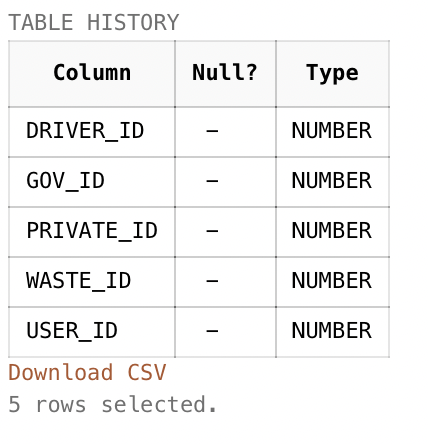 TABLE HISTORY
Column Null? Type
DRIVER_ID – NUMBER
GOV_ID – NUMBER
PRIVATE_ID – NUMBER
WASTE_ID – NUMBER
USER_ID – NUMBER
Download CSV
5 rows selected.